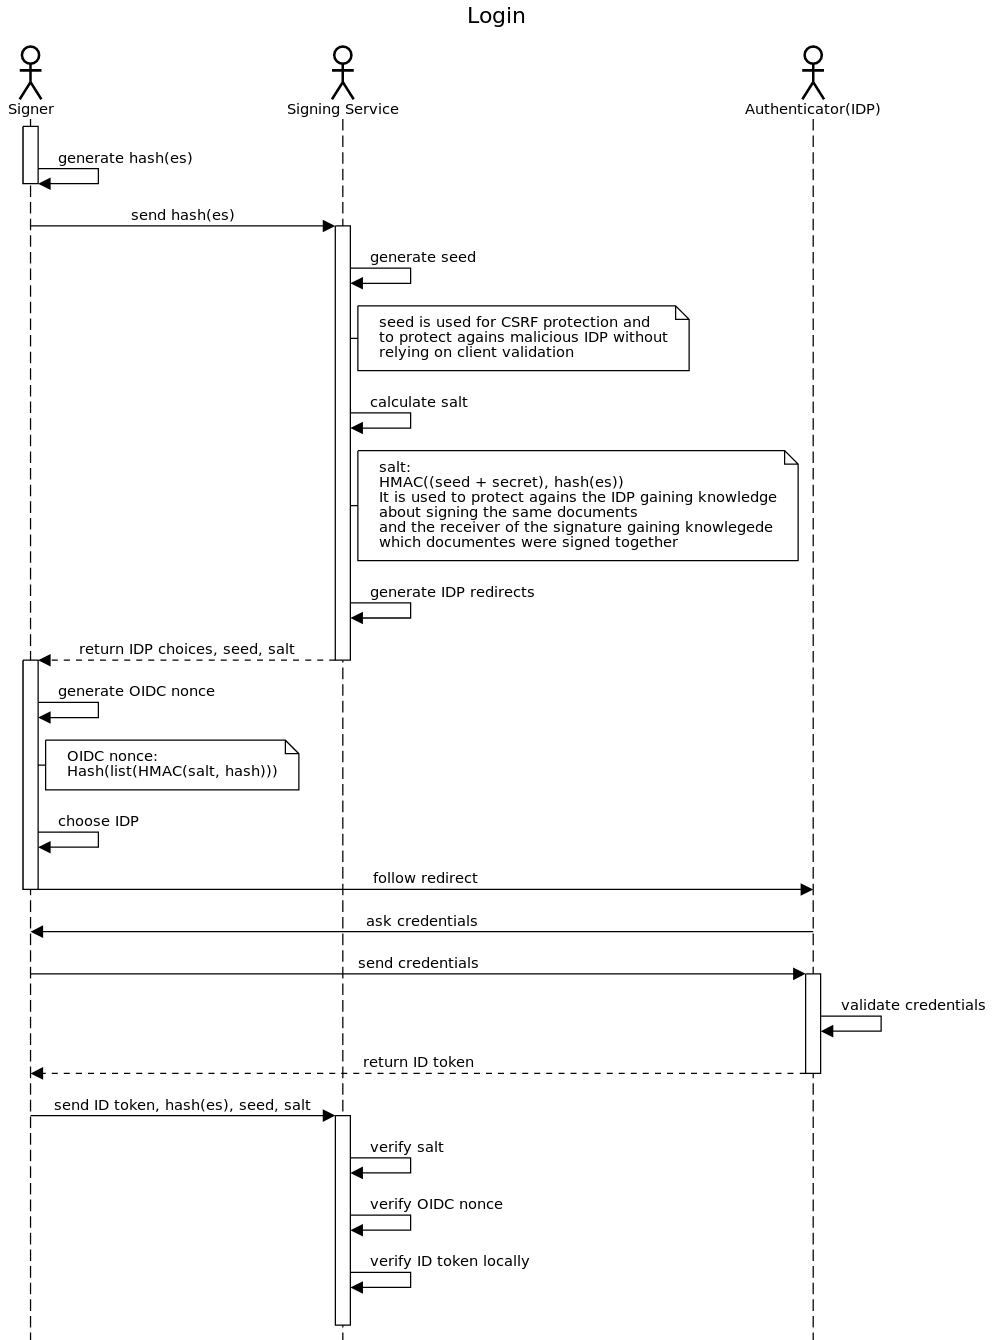 Login
Signer
Signing Service
Authenticator(IDP)
generate hash(es)
send hash(es)
generate seed
seed is used for CSRF protection and
to protect agains malicious IDP without
relying on client validation
calculate salt
salt:
HMAC((seed + secret), hash(es))
It is used to protect agains the IDP gaining knowledge
about signing the same documents
and the receiver of the signature gaining knowlegede
which documentes were signed together
generate IDP redirects
return IDP choices, seed, salt
generate OIDC nonce
OIDC nonce:
Hash(list(HMAC(salt, hash)))
choose IDP
follow redirect
ask credentials
send credentials
validate credentials
return ID token
send ID token, hash(es), seed, salt
verify salt
verify OIDC nonce
verify ID token locally